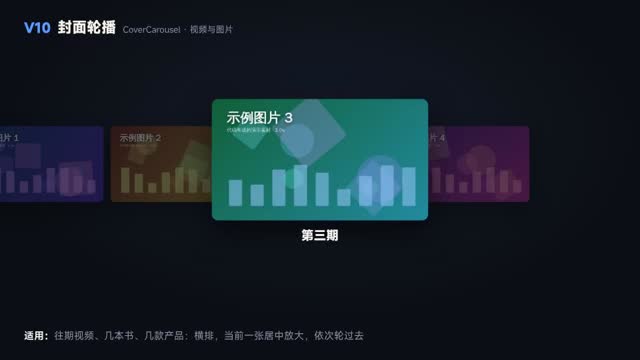 V10 封面轮播 CoverCarousel · 视频与图片
图片 1
示例图片 2
示例图片 3
4
第三期
适用：往期视频、几本书、几款产品：横排，当前一张居中放大，依次轮过去